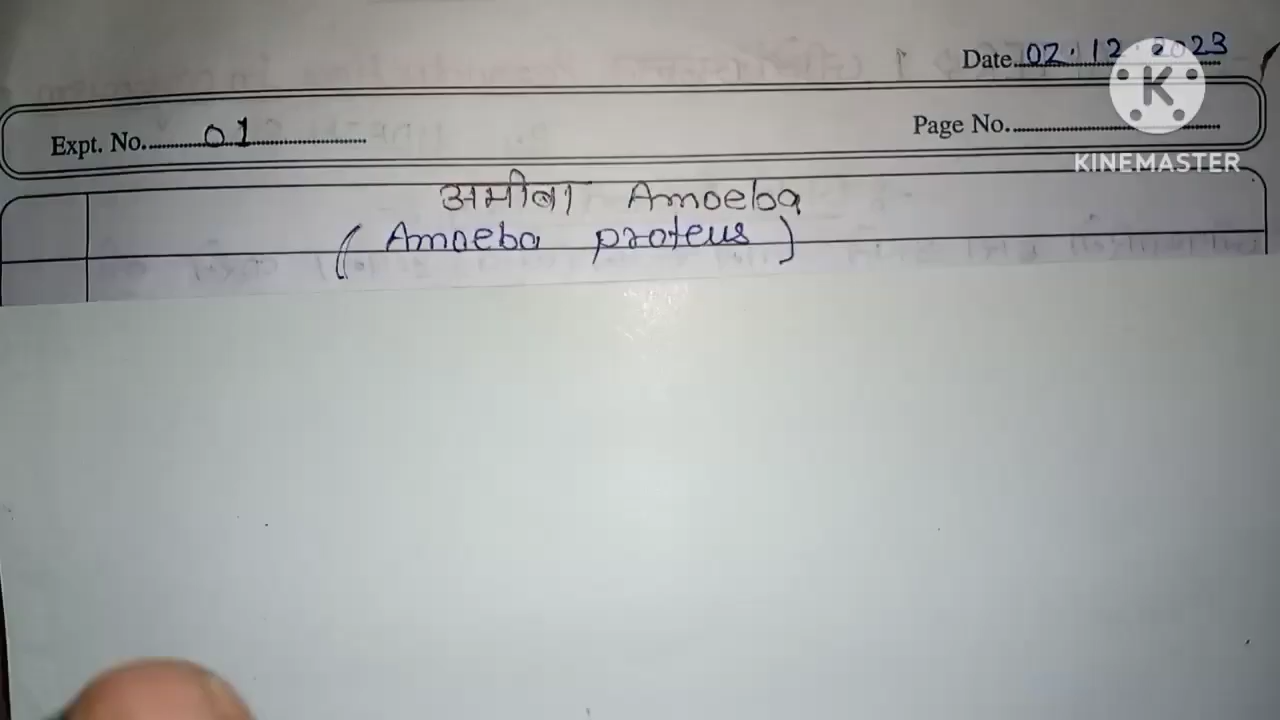 Date 02.12.2023
Expt. No. 01
Page No.
K
KINEMASTER
अमीबा Amoeba
(Amoeba proteus)